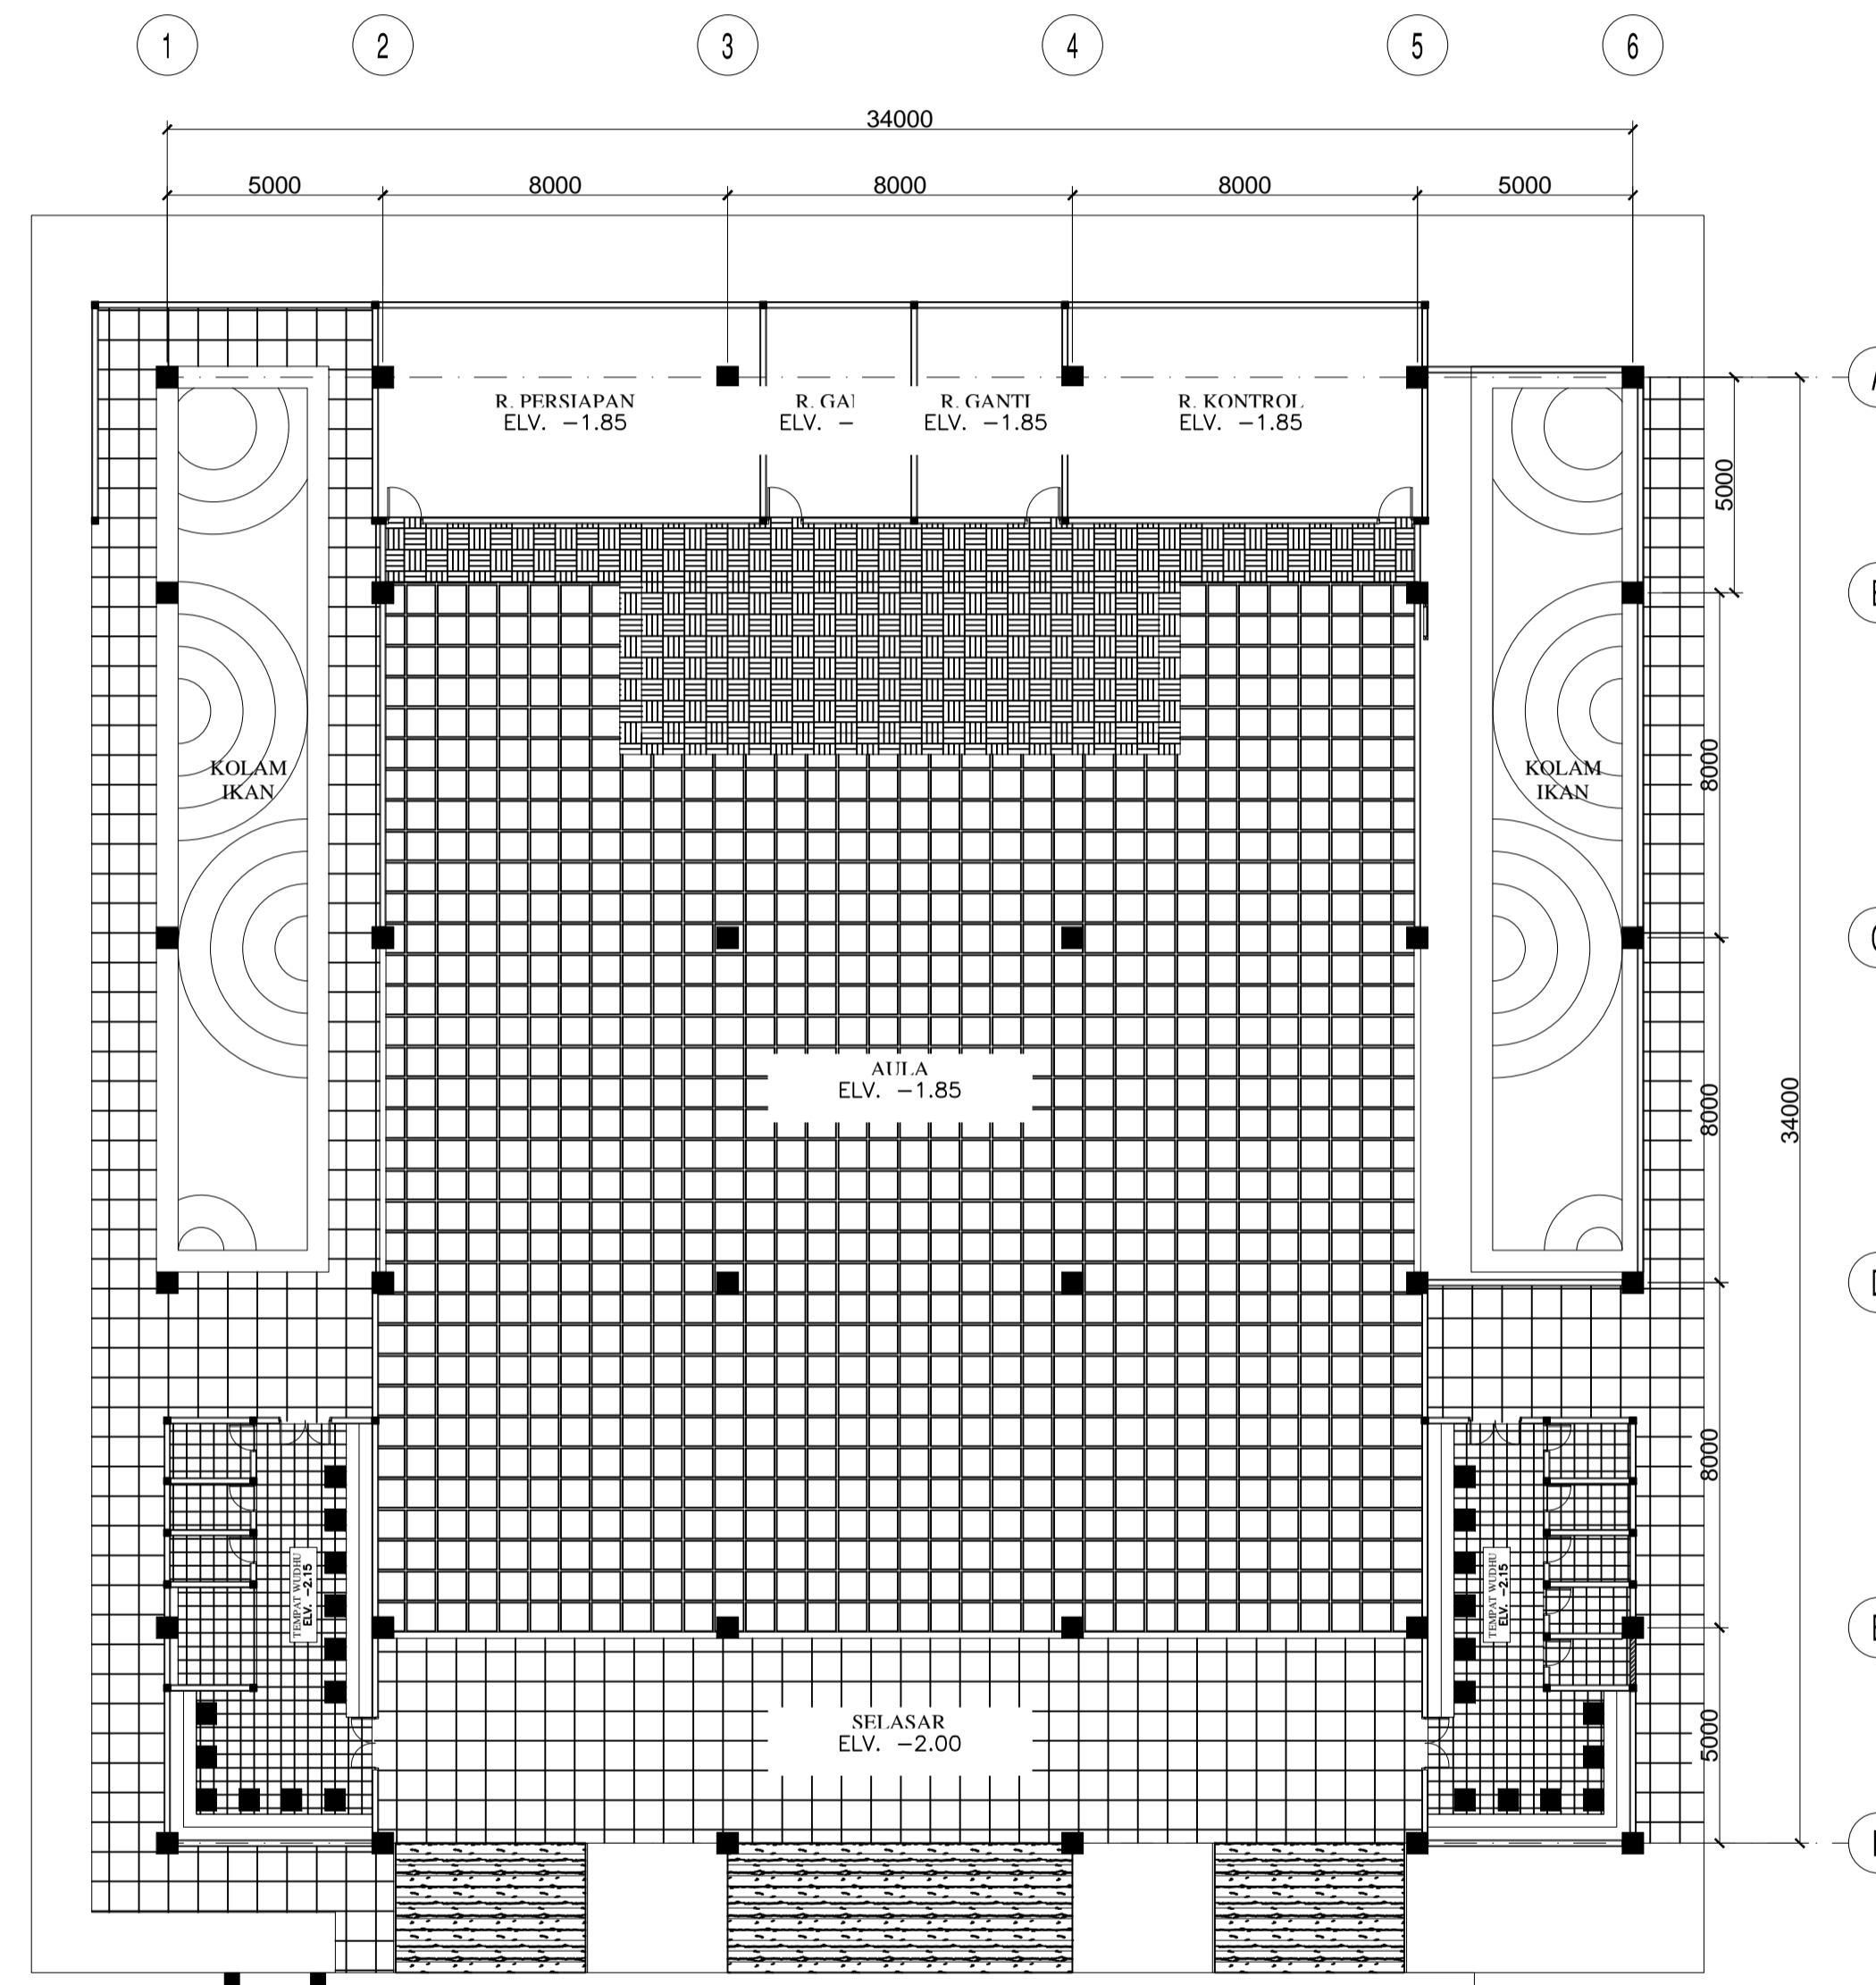 1 2 3 4 5 6
34000
5000 8000 8000 8000 5000
A
R. PERSIAPAN
ELV. −1.85
R. GA
ELV. −
R. GANTI
ELV. −1.85
R. KONTROL
ELV. −1.85
5000
KOLAM
IKAN
KOLAM
IKAN
8000
AULA
ELV. −1.85
8000
34000
8000
TEMPAT WUDHU
ELV. −2.15
TEMPAT WUDHU
ELV. −2.15
SELASAR
ELV. −2.00
5000